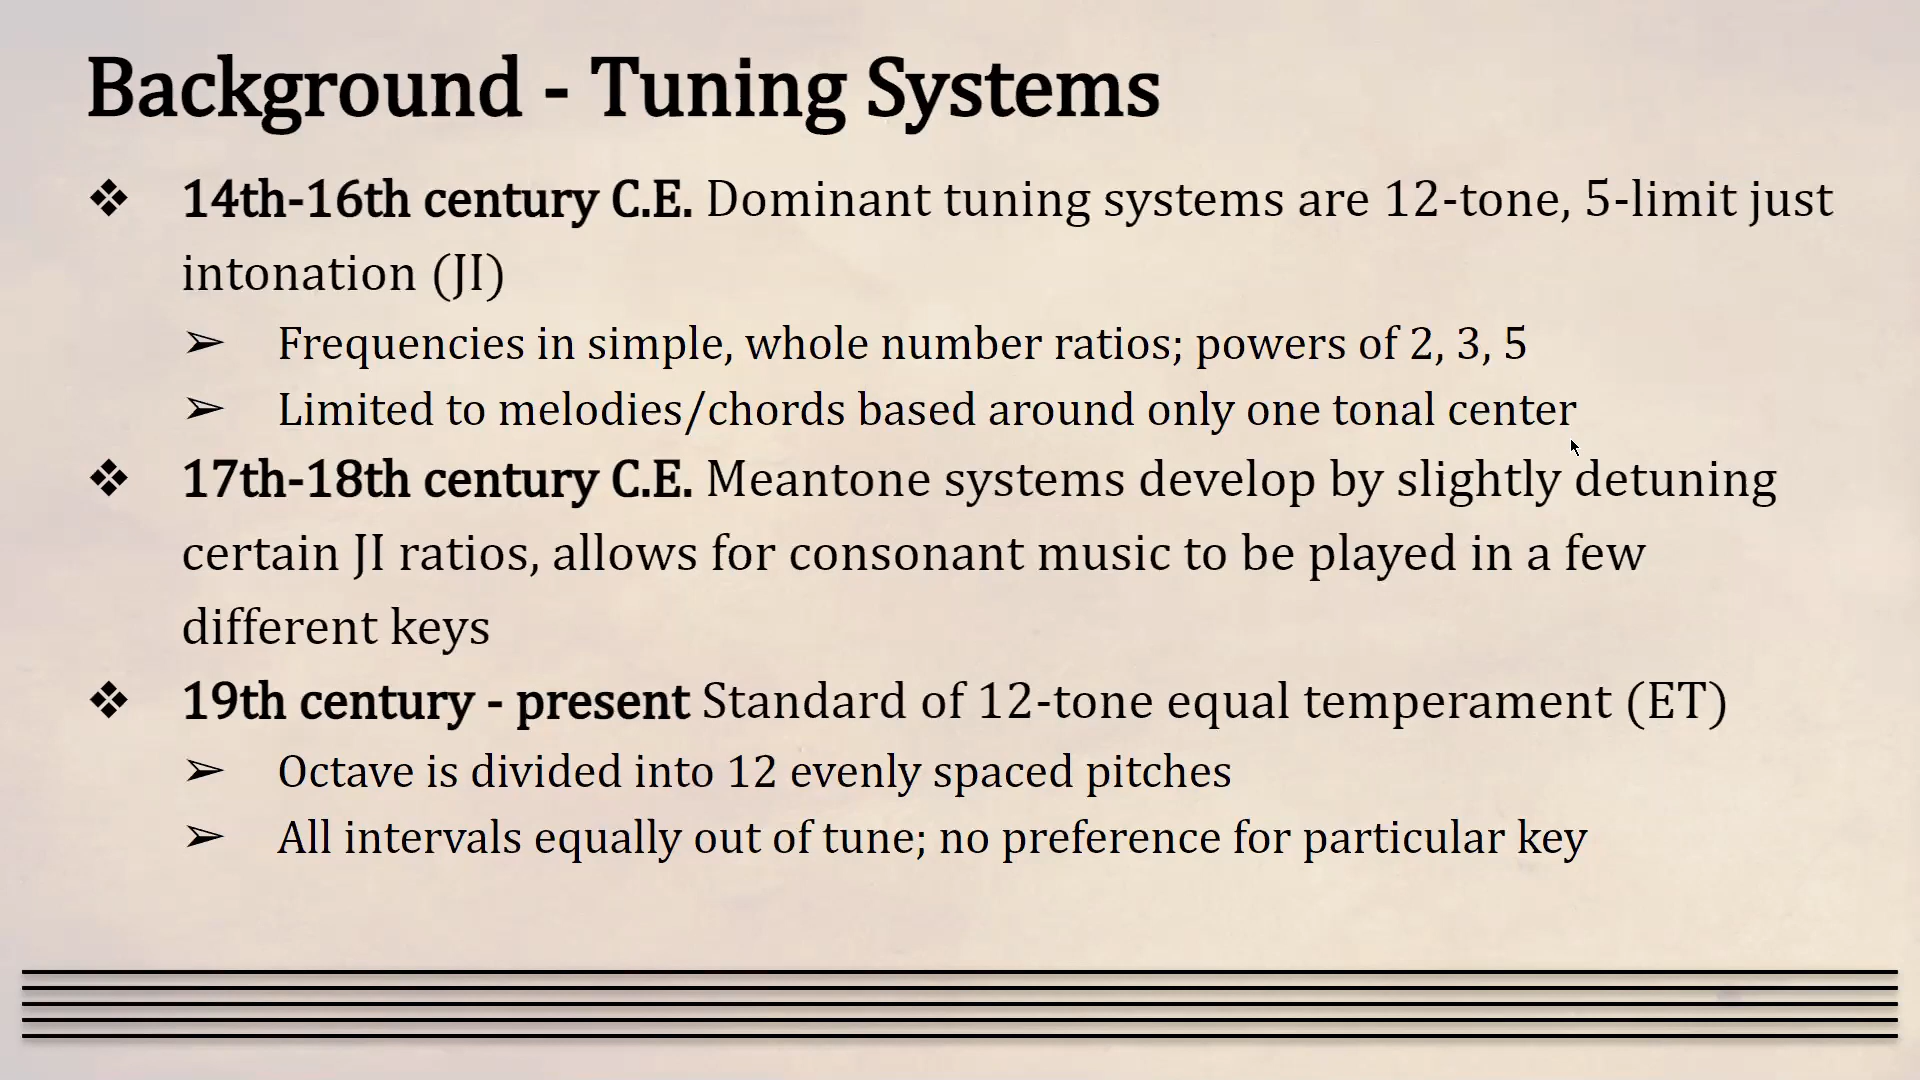 Background - Tuning Systems
❖ 14th-16th century C.E. Dominant tuning systems are 12-tone, 5-limit just
intonation (JI)
➢ Frequencies in simple, whole number ratios; powers of 2, 3, 5
➢ Limited to melodies/chords based around only one tonal center
❖ 17th-18th century C.E. Meantone systems develop by slightly detuning
certain JI ratios, allows for consonant music to be played in a few
different keys
❖ 19th century - present Standard of 12-tone equal temperament (ET)
➢ Octave is divided into 12 evenly spaced pitches
➢ All intervals equally out of tune; no preference for particular key